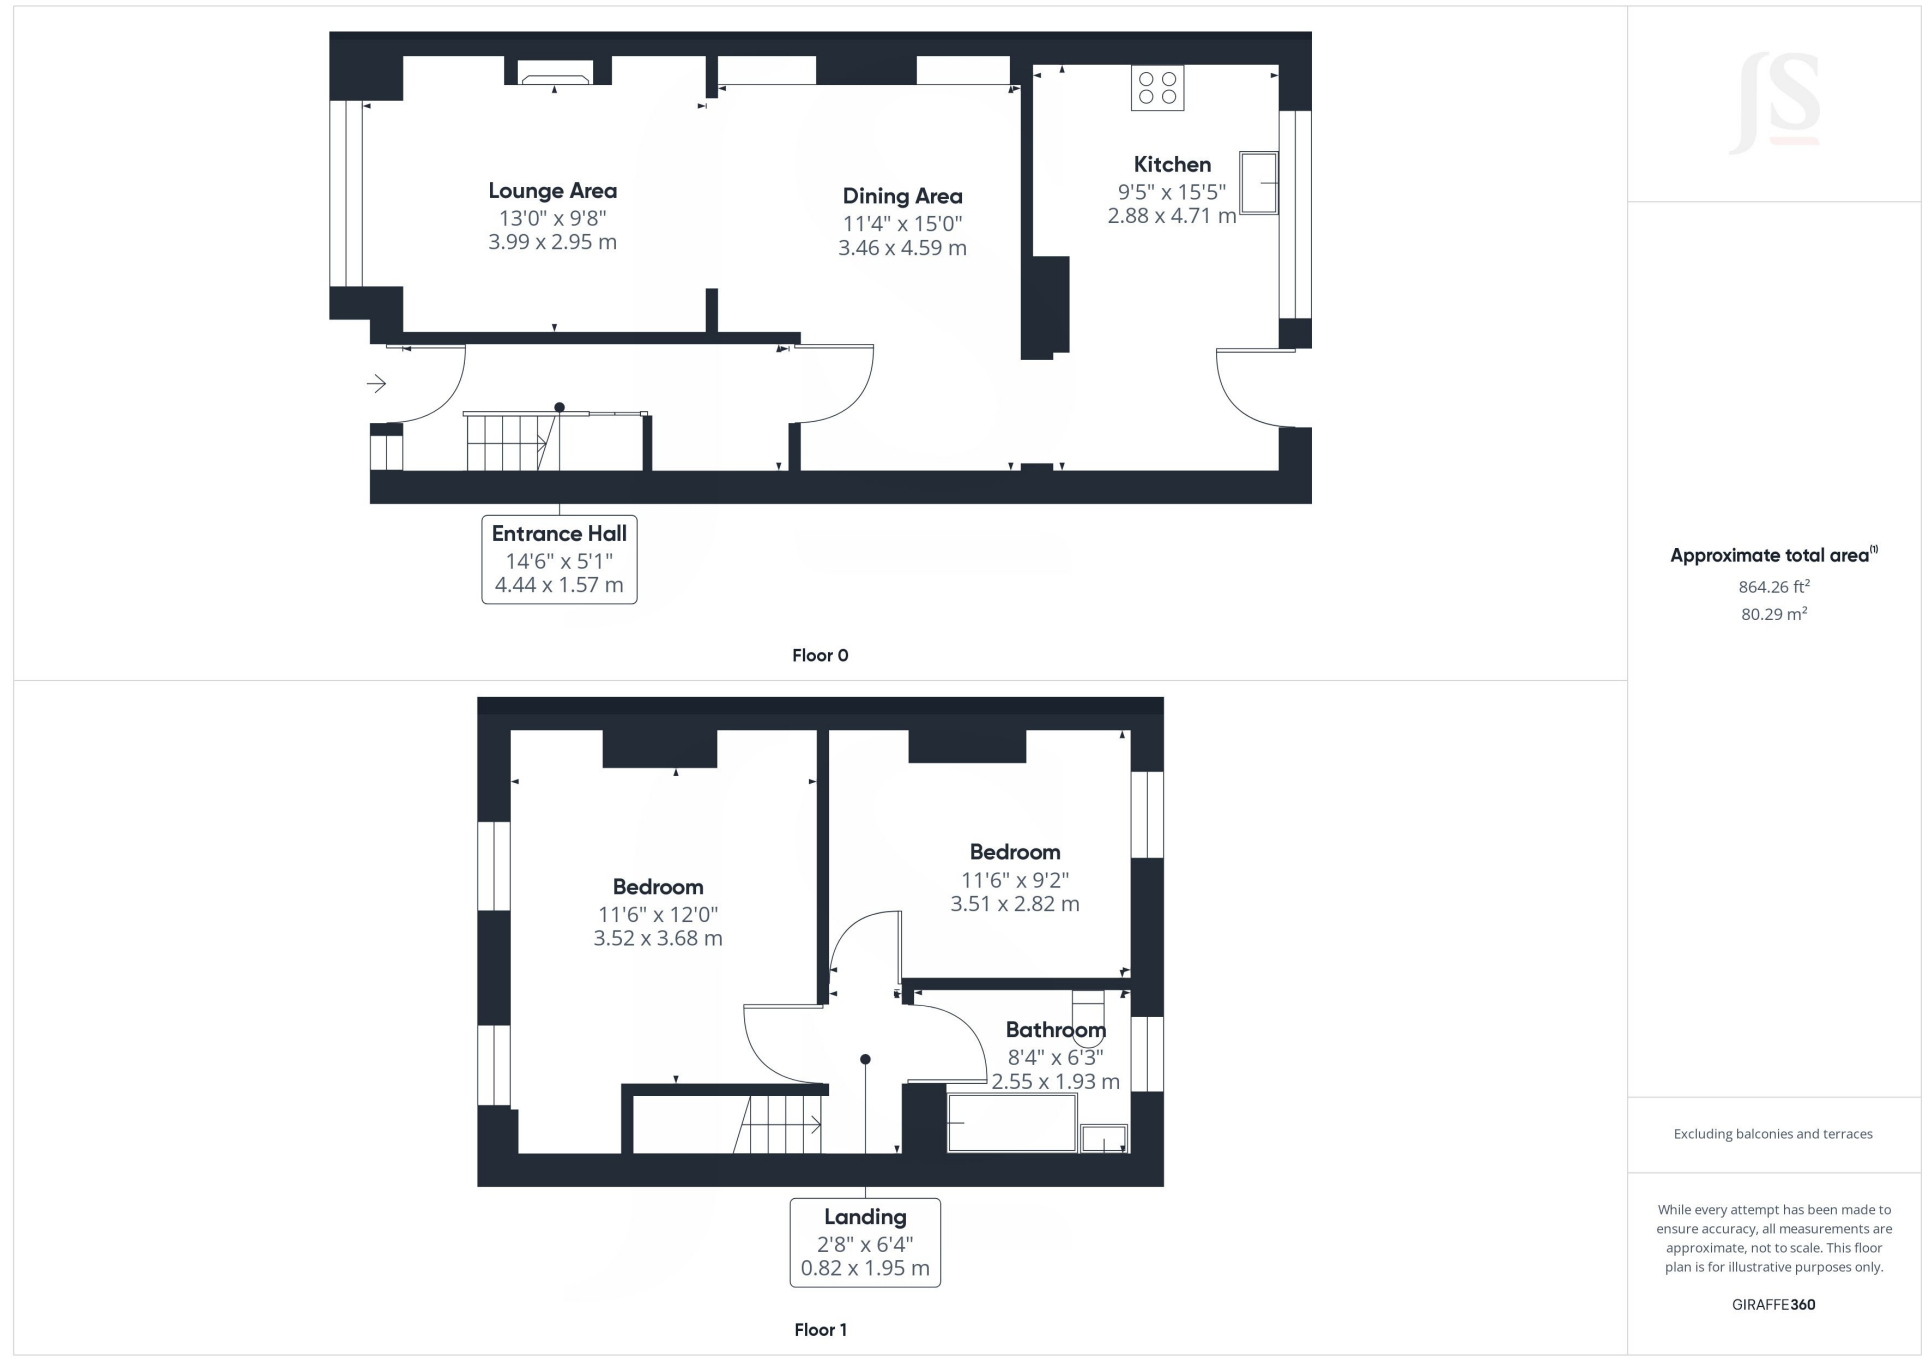 JS
Lounge Area
13'0" x 9'8"
3.99 x 2.95 m
Dining Area
11'4" x 15'0"
3.46 x 4.59 m
Kitchen
9'5" x 15'5"
2.88 x 4.71 m
Entrance Hall
14'6" x 5'1"
4.44 x 1.57 m
Floor 0
Bedroom
11'6" x 12'0"
3.52 x 3.68 m
Bedroom
11'6" x 9'2"
3.51 x 2.82 m
Bathroom
8'4" x 6'3"
2.55 x 1.93 m
Landing
2'8" x 6'4"
0.82 x 1.95 m
Floor 1
Approximate total area(1)
864.26 ft²
80.29 m²
Excluding balconies and terraces
While every attempt has been made to
ensure accuracy, all measurements are
approximate, not to scale. This floor
plan is for illustrative purposes only.
GIRAFFE360